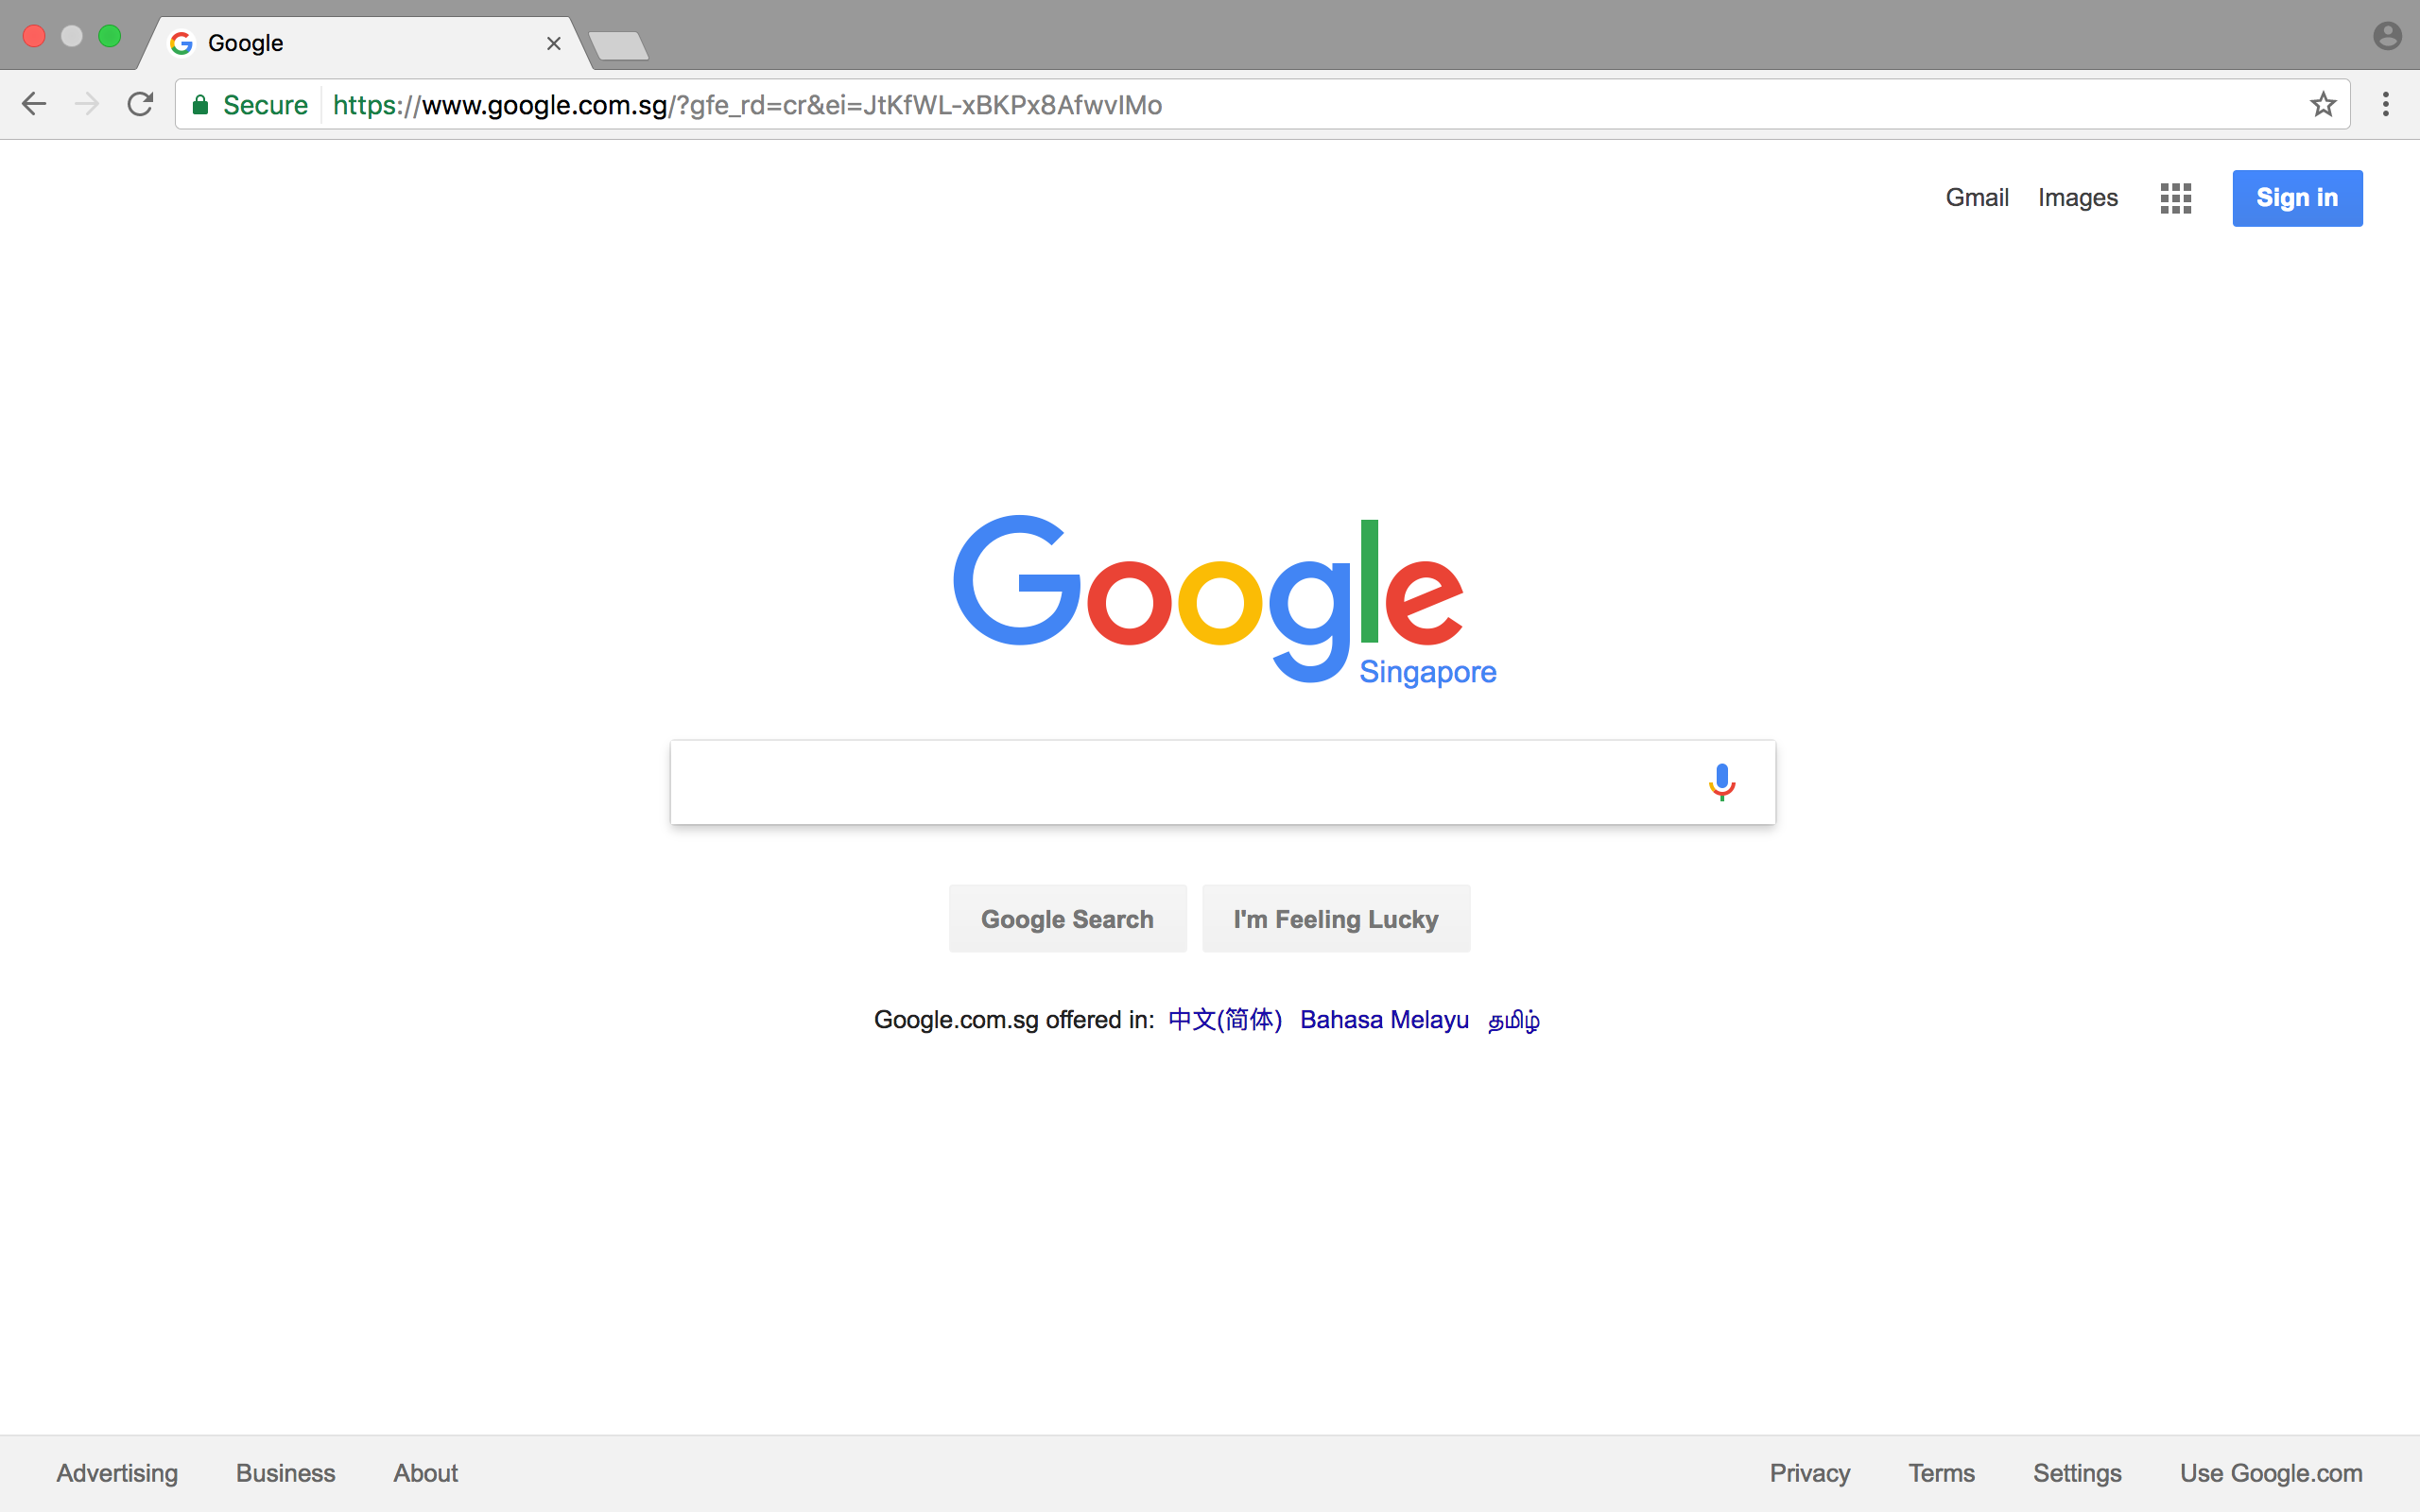 Google
Secure https://www.google.com.sg/?gfe_rd=cr&ei=JtKfWL-xBKPx8AfwvIMo
Gmail Images Sign in
Google
Singapore
Google Search I'm Feeling Lucky
Google.com.sg offered in: 中文(简体) Bahasa Melayu தமிழ்
Advertising Business About Privacy Terms Settings Use Google.com